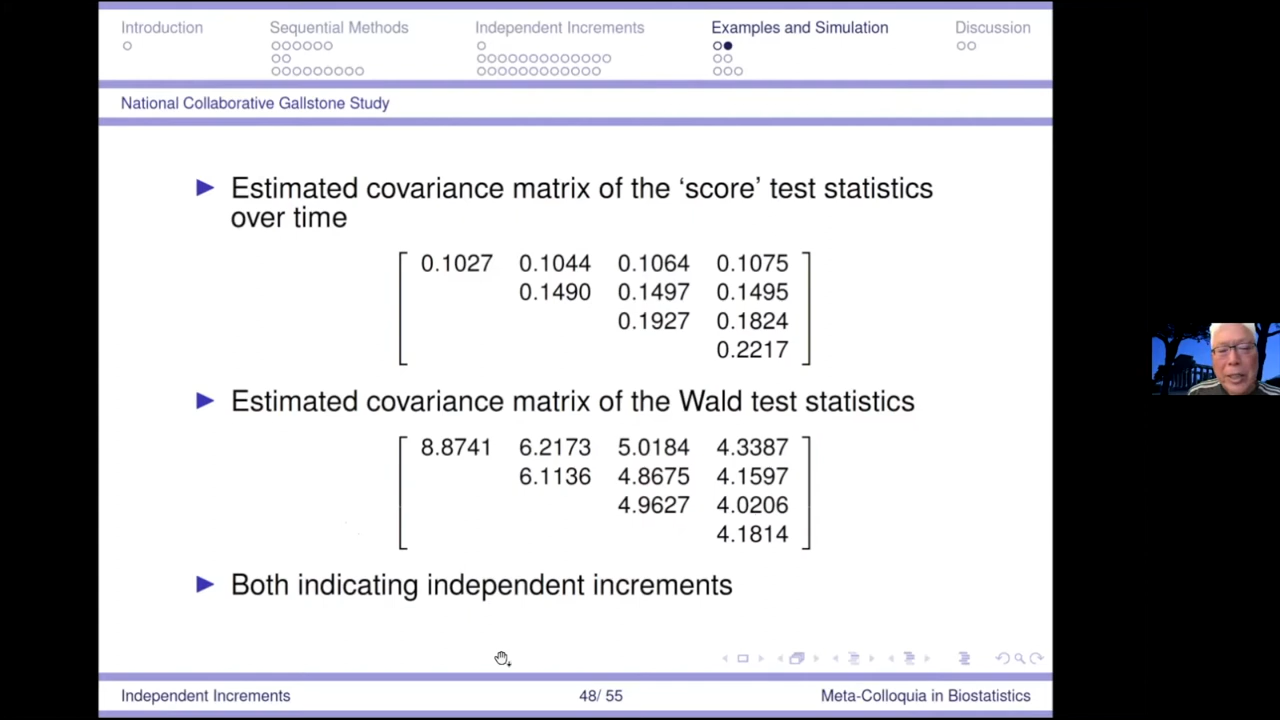 Introduction Sequential Methods Independent Increments Examples and Simulation Discussion
National Collaborative Gallstone Study
Estimated covariance matrix of the ‘score’ test statistics
over time
0.1027 0.1044 0.1064 0.1075
0.1490 0.1497 0.1495
0.1927 0.1824
0.2217
Estimated covariance matrix of the Wald test statistics
8.8741 6.2173 5.0184 4.3387
6.1136 4.8675 4.1597
4.9627 4.0206
4.1814
Both indicating independent increments
Independent Increments 48/ 55 Meta-Colloquia in Biostatistics